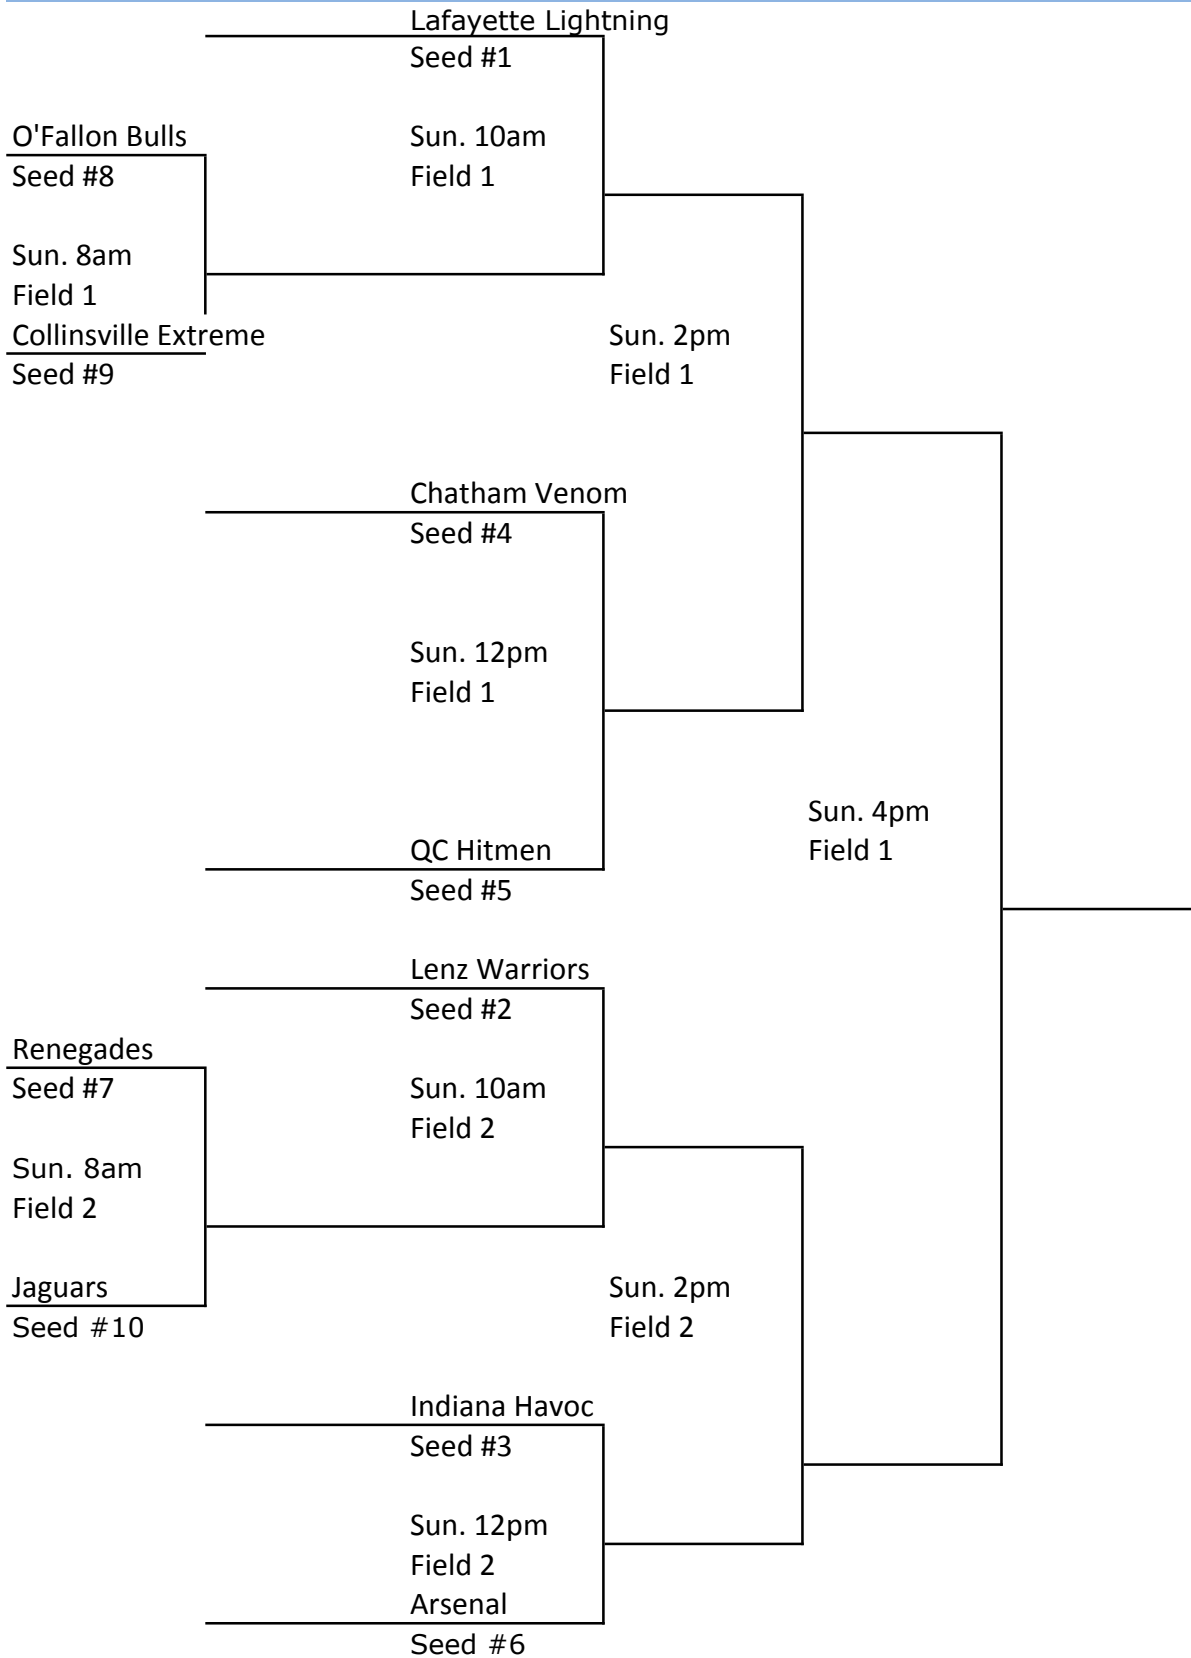 Lafayette Lightning
Seed #1
O'Fallon Bulls
Sun. 10am
Seed #8
Field 1
Sun. 8am
Field 1
Collinsville Extreme
Sun. 2pm
Seed #9
Field 1
Chatham Venom
Seed #4
Sun. 12pm
Field 1
Sun. 4pm
QC Hitmen
Field 1
Seed #5
Lenz Warriors
Seed #2
Renegades
Seed #7
Sun. 10am
Field 2
Sun. 8am
Field 2
Jaguars
Sun. 2pm
Seed #10
Field 2
Indiana Havoc
Seed #3
Sun. 12pm
Field 2
Arsenal
Seed #6